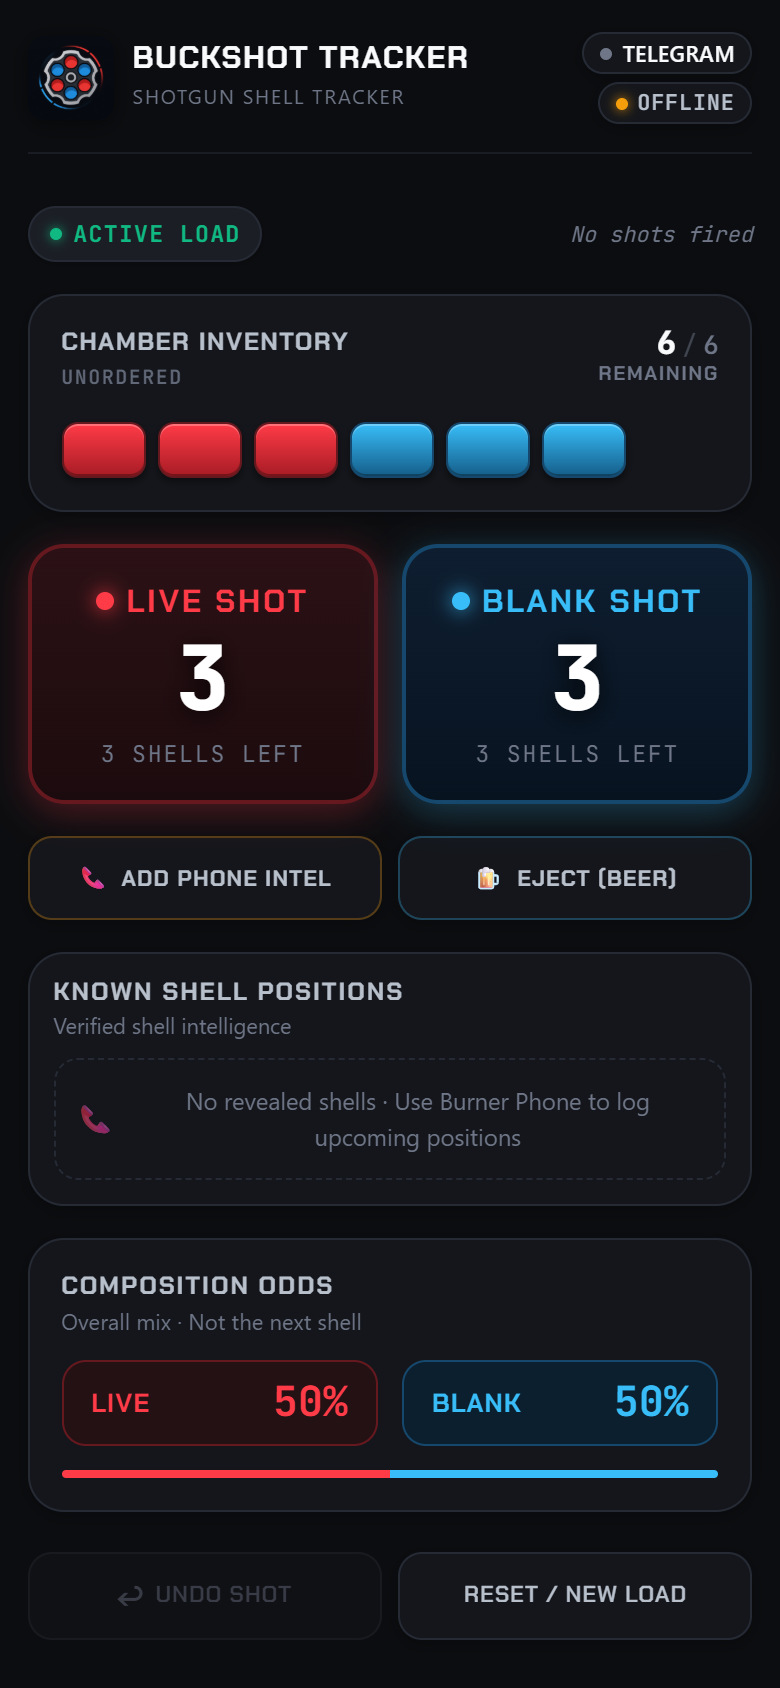 BUCKSHOT TRACKER
SHOTGUN SHELL TRACKER
TELEGRAM
OFFLINE
ACTIVE LOAD
No shots fired
CHAMBER INVENTORY
UNORDERED
6 / 6
REMAINING
LIVE SHOT
3
3 SHELLS LEFT
BLANK SHOT
3
3 SHELLS LEFT
ADD PHONE INTEL
EJECT (BEER)
KNOWN SHELL POSITIONS
Verified shell intelligence
No revealed shells · Use Burner Phone to log
upcoming positions
COMPOSITION ODDS
Overall mix · Not the next shell
LIVE 50%
BLANK 50%
UNDO SHOT
RESET / NEW LOAD